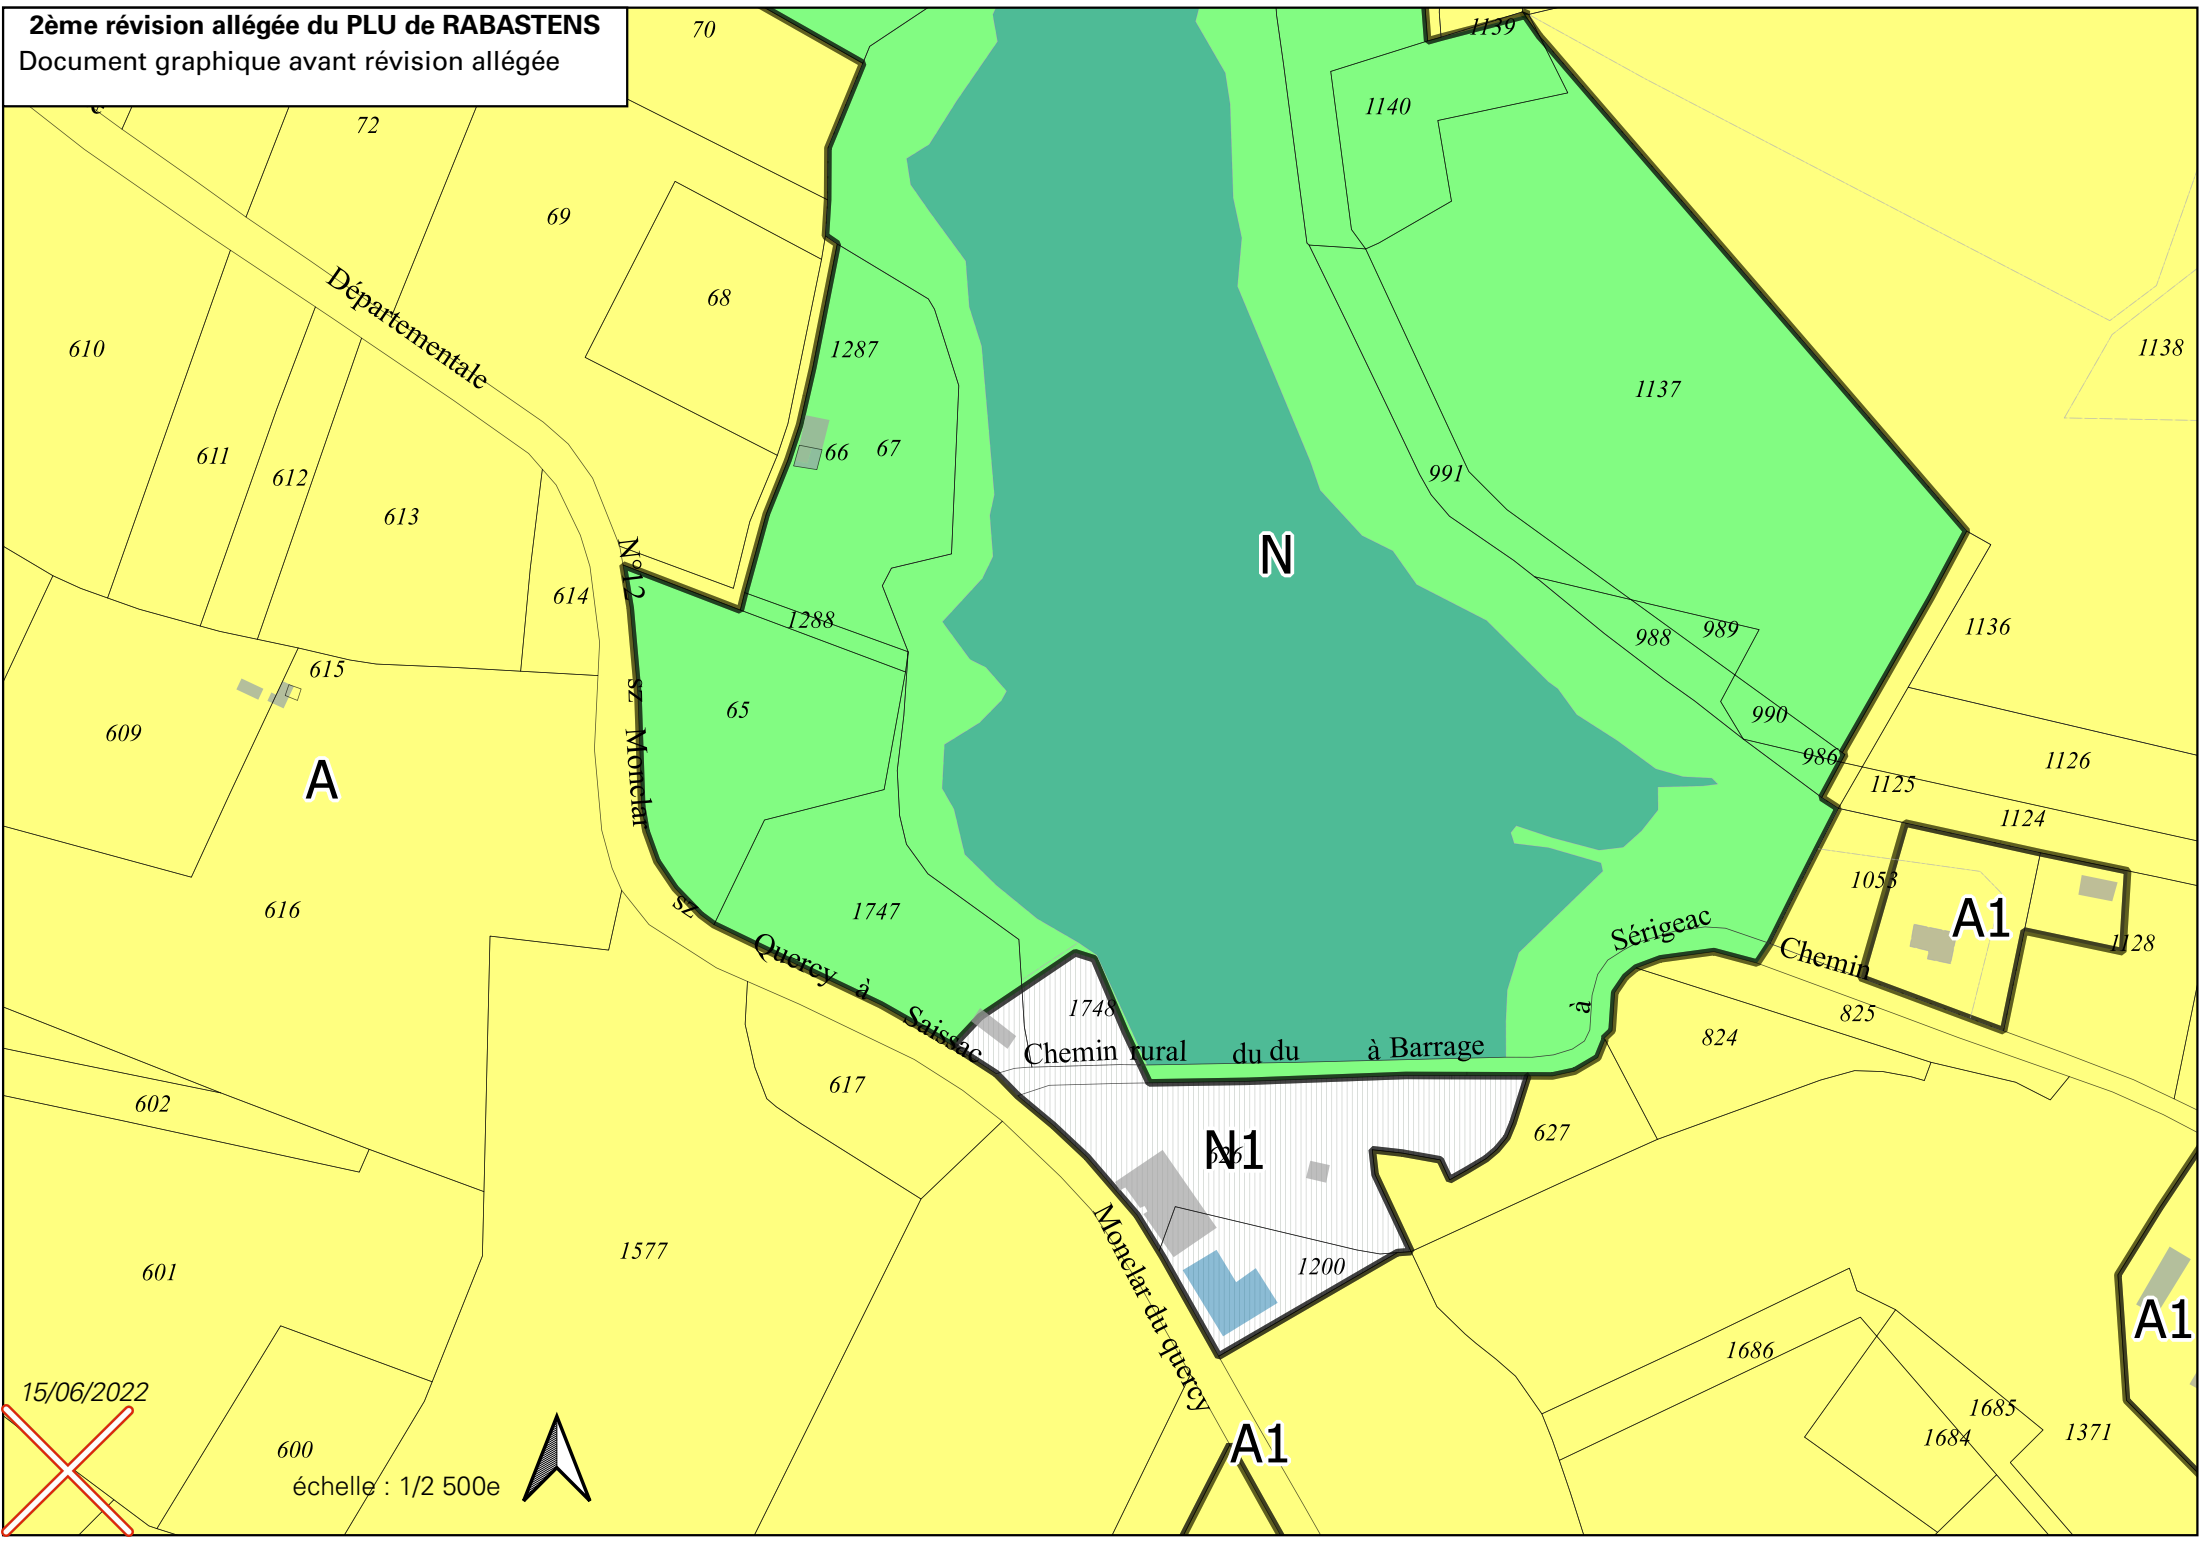 2ème révision allégée du PLU de RABASTENS
Document graphique avant révision allégée
70
1139
72
1140
69
68
Départementale
610
1287
1138
1137
611
612
66
67
991
613
N
N°12
614
1288
988
989
1136
615
65
990
609
sz
Monclar
986
1126
A
1125
1124
616
sz
1747
1053
A1
1128
Quercy
à
Saissac
Sérigeac
Chemin
à
1748
825
824
Chemin rural du du à Barrage
617
602
627
N1
626
1577
601
1200
Monclar du quercy
A1
1686
15/06/2022
1685
1684
1371
600
A1
échelle : 1/2 500e